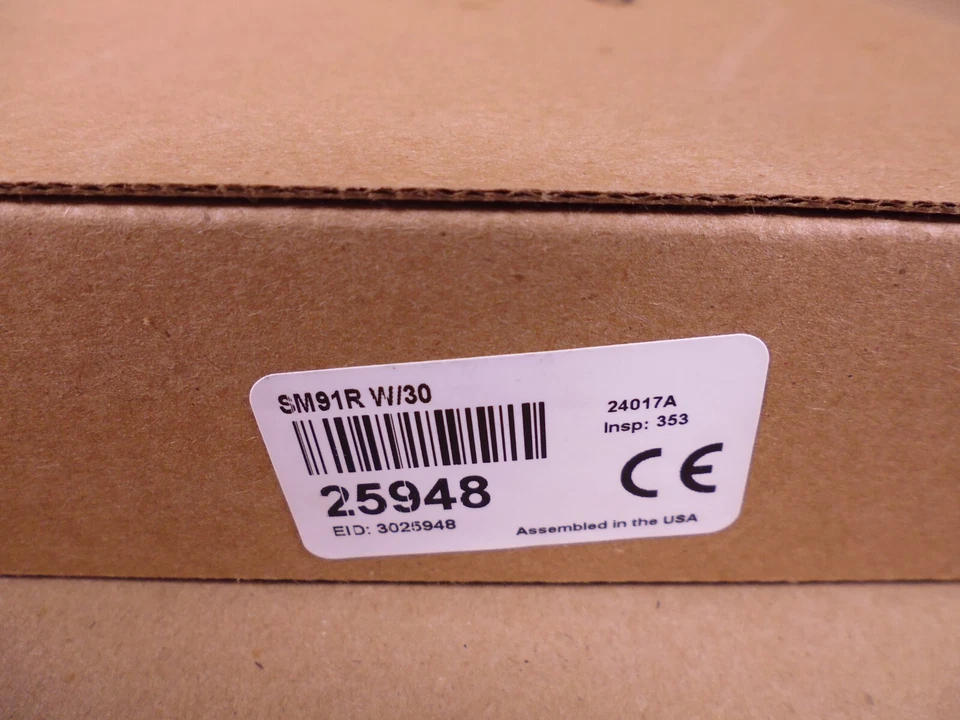 SM91R W/30
24017A
Insp: 353
25948
CE
EID: 3025948
Assembled in the USA